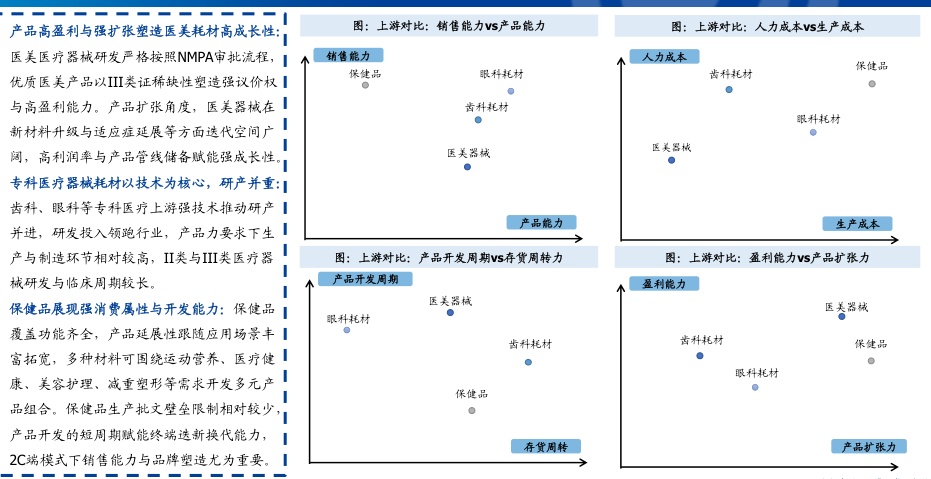 产品高盈利与强扩张塑造医美耗材高成长性：
医美医疗器械研发严格按照NMPA审批流程，
优质医美产品以III类证稀缺性塑造强议价权
与高盈利能力。产品扩张角度，医美器械在
新材料升级与适应症延展等方面迭代空间广
阔，高利润率与产品管线储备赋能强成长性。
专科医疗器械耗材以技术为核心，研产并重：
齿科、眼科等专科医疗上游强技术推动研产
并进，研发投入领跑行业，产品力要求下生
产与制造环节相对较高，II类与III类医疗器
械研发与临床周期较长。
保健品展现强消费属性与开发能力：保健品
覆盖功能齐全，产品延展性跟随应用场景丰
富拓宽，多种材料可围绕运动营养、医疗健
康、美容护理、减重塑形等需求开发多元产
品组合。保健品生产批文壁垒限制相对较少，
产品开发的短周期赋能终端迭新换代能力，
2C端模式下销售能力与品牌塑造尤为重要。
图：上游对比：销售能力vs产品能力
销售能力
保健品
眼科耗材
齿科耗材
医美器械
产品能力
图：上游对比：人力成本vs生产成本
人力成本
保健品
齿科耗材
眼科耗材
医美器械
生产成本
图：上游对比：产品开发周期vs存货周转力
产品开发周期
医美器械
眼科耗材
齿科耗材
保健品
存货周转
图：上游对比：盈利能力vs产品扩张力
盈利能力
医美器械
齿科耗材
保健品
眼科耗材
产品扩张力